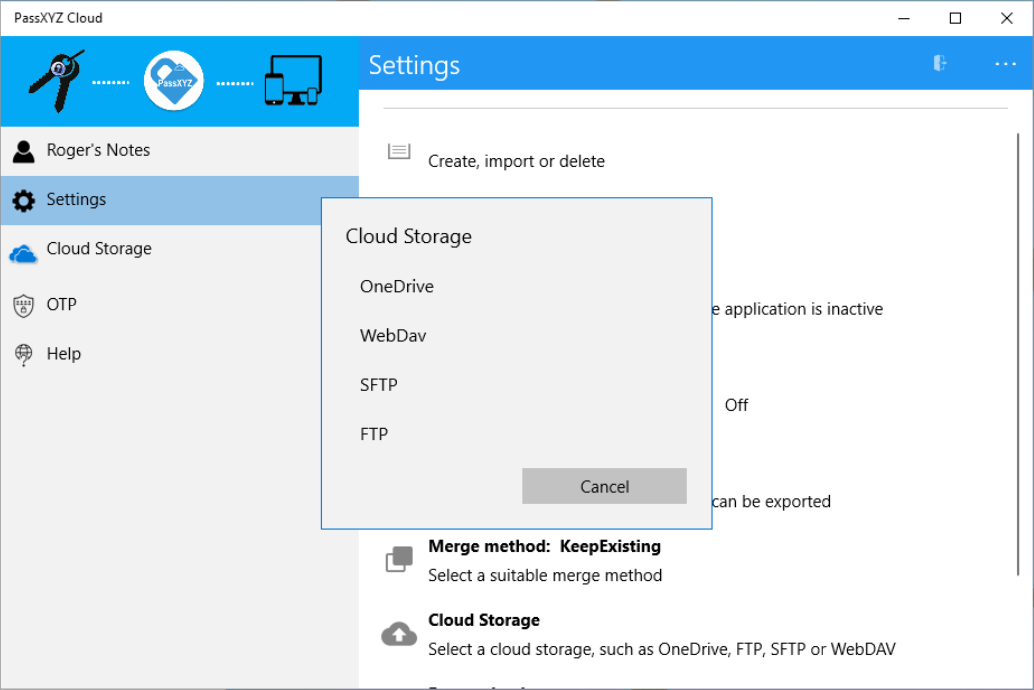 PassXYZ Cloud
PassXYZ
Settings
Roger's Notes
Settings
Cloud Storage
OTP
Help
Create, import or delete
Cloud Storage
OneDrive
WebDav
SFTP
FTP
Cancel
application is inactive
Off
can be exported
Merge method: KeepExisting
Select a suitable merge method
Cloud Storage
Select a cloud storage, such as OneDrive, FTP, SFTP or WebDAV